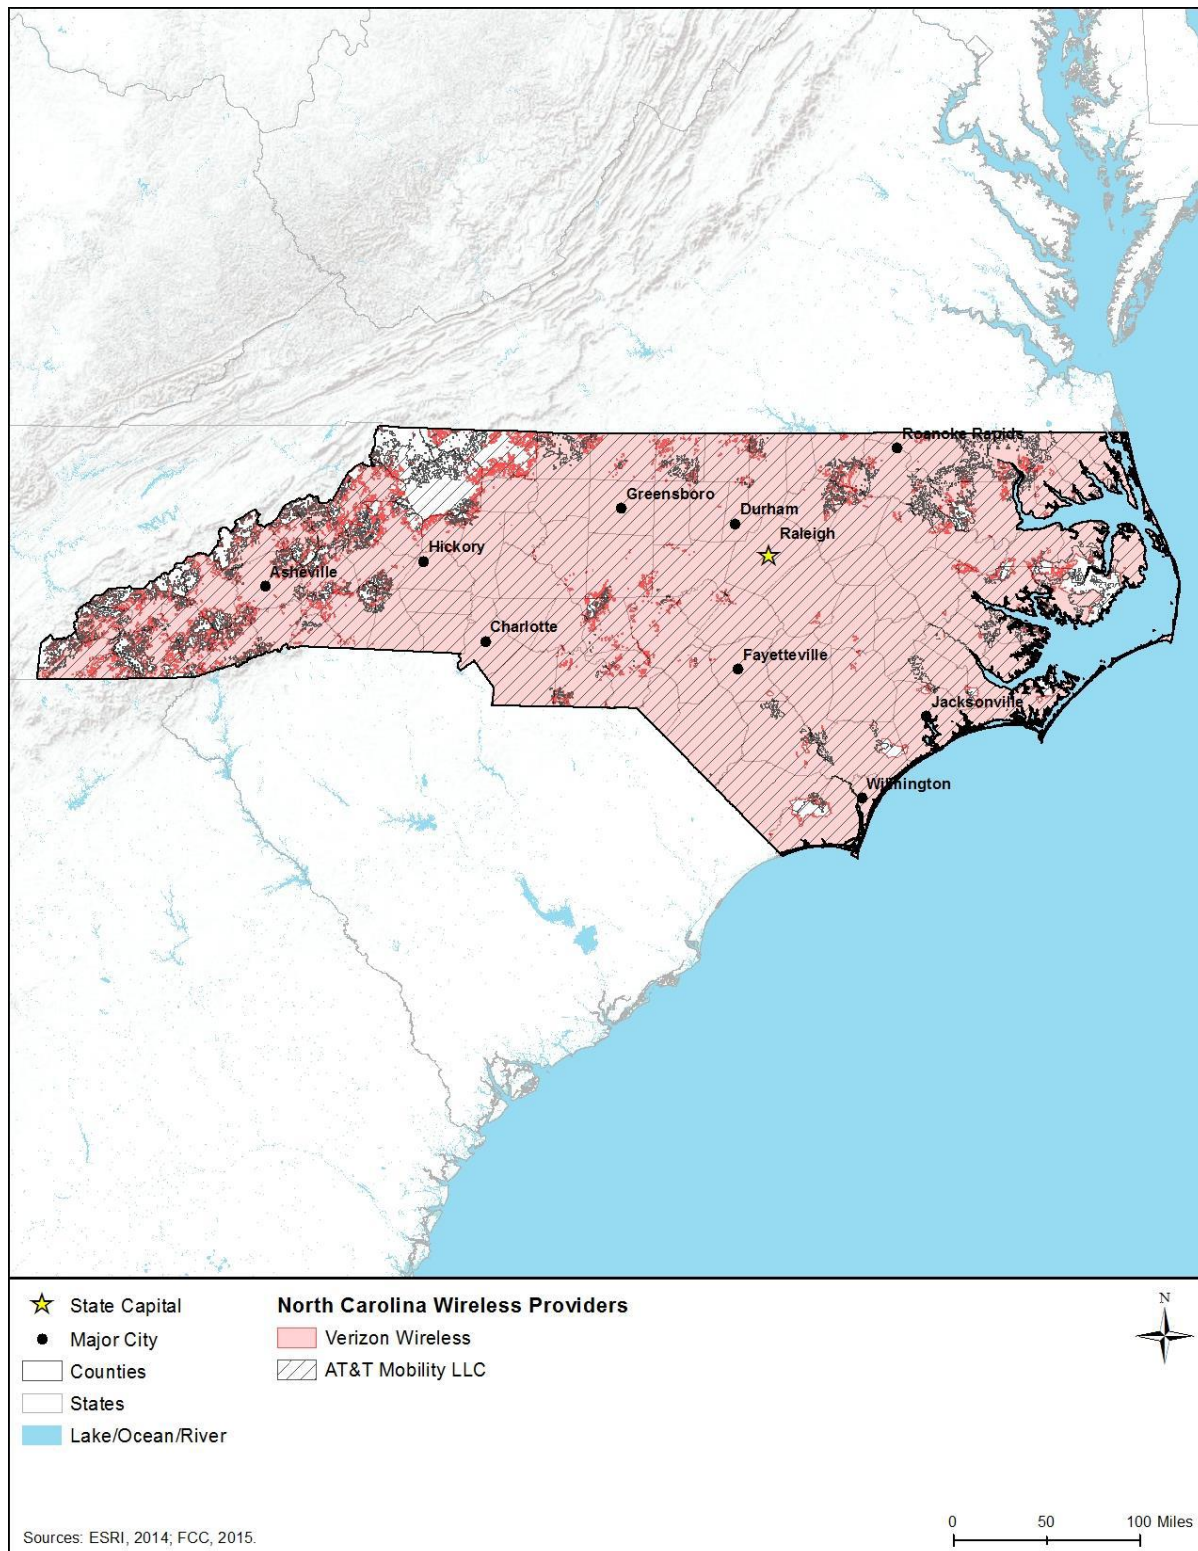 Roanoke Rapids
Greensboro
Durham
Raleigh
Hickory
Asheville
Charlotte
Fayetteville
Jacksonville
Wilmington
State Capital
Major City
Counties
States
Lake/Ocean/River
North Carolina Wireless Providers
Verizon Wireless
AT&T Mobility LLC
N
Sources: ESRI, 2014; FCC, 2015.
0 50 100 Miles